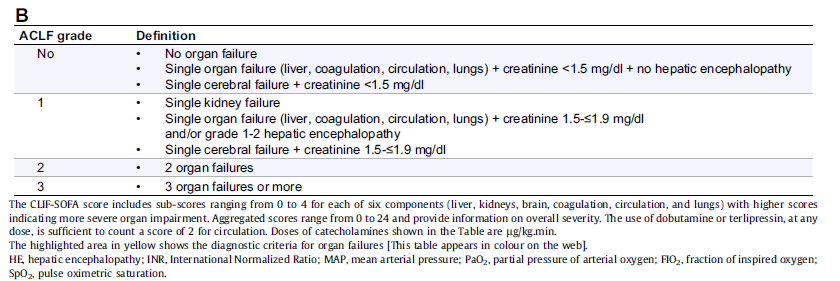 B
ACLF grade Definition
No • No organ failure
• Single organ failure (liver, coagulation, circulation, lungs) + creatinine <1.5 mg/dl + no hepatic encephalopathy
• Single cerebral failure + creatinine <1.5 mg/dl
1 • Single kidney failure
• Single organ failure (liver, coagulation, circulation, lungs) + creatinine 1.5-≤1.9 mg/dl
and/or grade 1-2 hepatic encephalopathy
• Single cerebral failure + creatinine 1.5-≤1.9 mg/dl
2 • 2 organ failures
3 • 3 organ failures or more
The CLIF-SOFA score includes sub-scores ranging from 0 to 4 for each of six components (liver, kidneys, brain, coagulation, circulation, and lungs) with higher scores
indicating more severe organ impairment. Aggregated scores range from 0 to 24 and provide information on overall severity. The use of dobutamine or terlipressin, at any
dose, is sufficient to count a score of 2 for circulation. Doses of catecholamines shown in the Table are μg/kg.min.
The highlighted area in yellow shows the diagnostic criteria for organ failures [This table appears in colour on the web].
HE, hepatic encephalopathy; INR, International Normalized Ratio; MAP, mean arterial pressure; PaO₂, partial pressure of arterial oxygen; FIO₂, fraction of inspired oxygen;
SpO₂, pulse oximetric saturation.